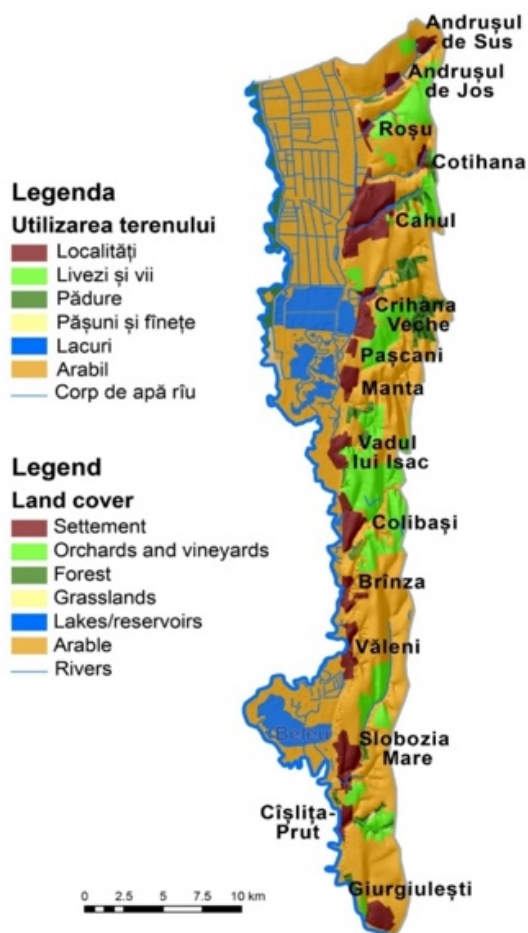 Andrușul
de Sus
Andrușul
de Jos
Roșu
Cotihana
Cahul
Crihana
Veche
Pașcani
Manta
Vadul
lui Isac
Colibași
Brînza
Văleni
Beleu
Slobozia
Mare
Cîșlița-
Prut
Giurgiulești
Legenda
Utilizarea terenului
Localități
Livezi și vii
Pădure
Pășuni și fînețe
Lacuri
Arabil
Corp de apă rîu
Legend
Land cover
Settement
Orchards and vineyards
Forest
Grasslands
Lakes/reservoirs
Arable
Rivers
0 2.5 5 7.5 10 km